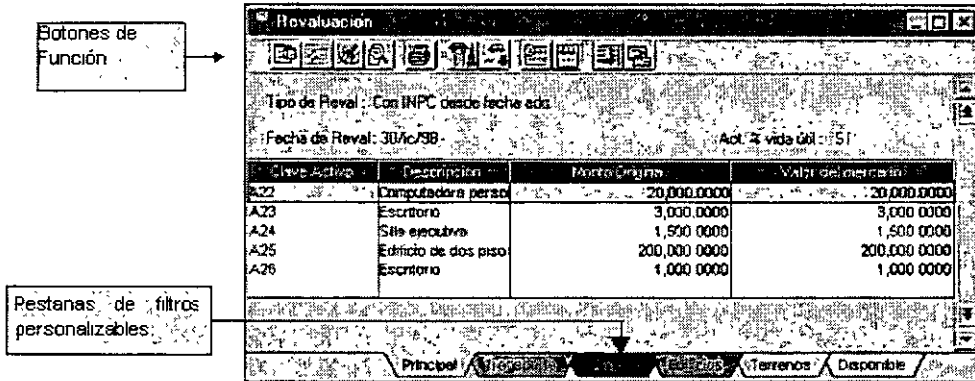 Botones de
Función
Revaluación
Tipo de Reval: Con INPC desde fecha adq.
Fecha de Reval: 30/Ic/98 Act. % vida útil: SI
Clave Activo Descripción Monto Original Valor del mercado
A22 Computadora perso 20,000.0000 20,000.0000
A23 Escritorio 3,000.0000 3,000.0000
A24 Silla ejecutiva 1,500.0000 1,500.0000
A25 Edificio de dos piso 200,000.0000 200,000.0000
A26 Escritorio 1,000.0000 1,000.0000
Pestanas de filtros
personalizables:
Principal Edificios Terrenos Disponible